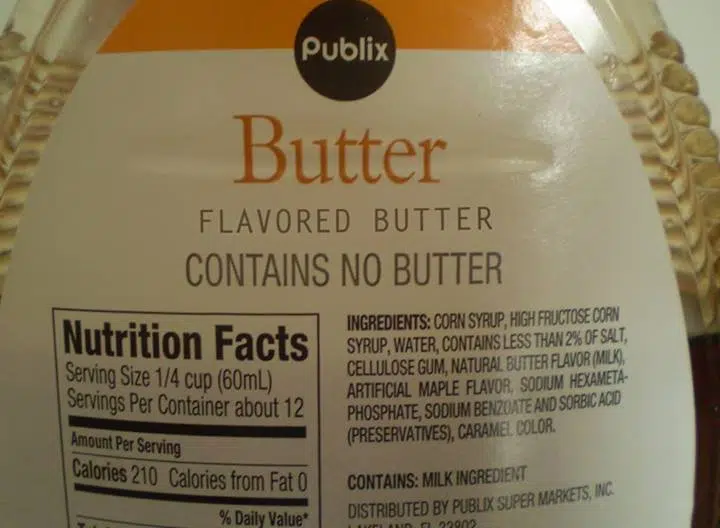 Publix
Butter
FLAVORED BUTTER
CONTAINS NO BUTTER
Nutrition Facts
Serving Size 1/4 cup (60mL)
Servings Per Container about 12
Amount Per Serving
Calories 210 Calories from Fat 0
% Daily Value*
INGREDIENTS: CORN SYRUP, HIGH FRUCTOSE CORN
SYRUP, WATER, CONTAINS LESS THAN 2% OF SALT,
CELLULOSE GUM, NATURAL BUTTER FLAVOR (MILK),
ARTIFICIAL MAPLE FLAVOR, SODIUM HEXAMETA-
PHOSPHATE, SODIUM BENZOATE AND SORBIC ACID
(PRESERVATIVES), CARAMEL COLOR.
CONTAINS: MILK INGREDIENT
DISTRIBUTED BY PUBLIX SUPER MARKETS, INC.
LAKELAND, FL 33802